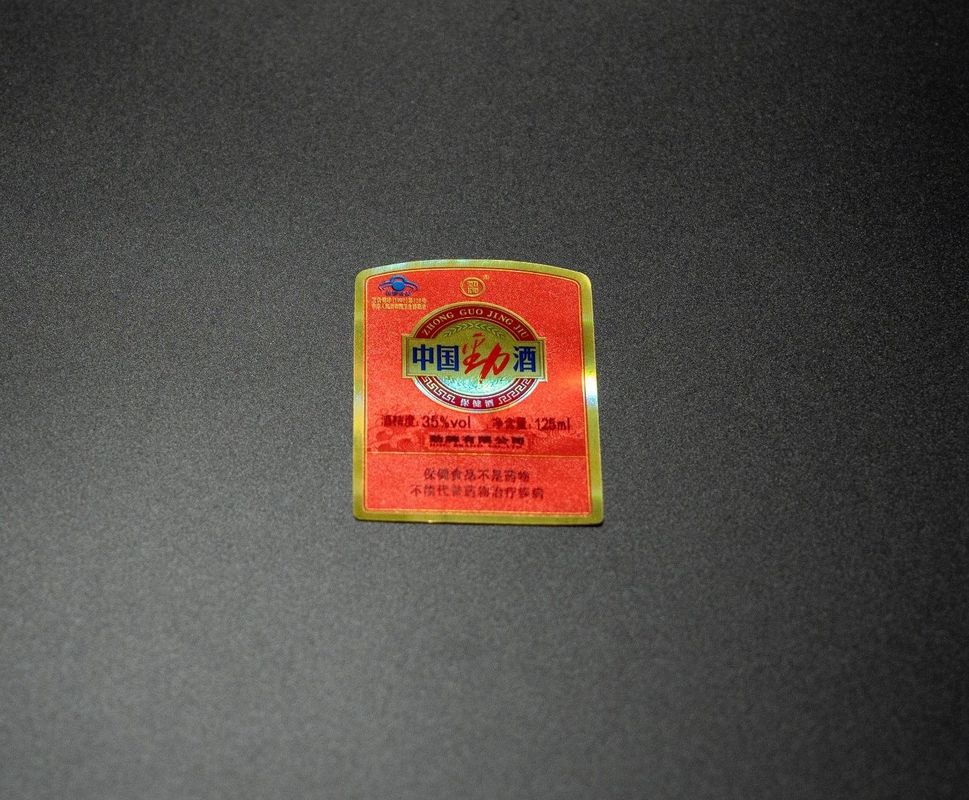 ZHONG GUO JING JIU
中国劲酒
保健酒
酒精度:35%vol 净含量:125ml
劲牌有限公司
保健食品不是药物
不能代替药物治疗疾病